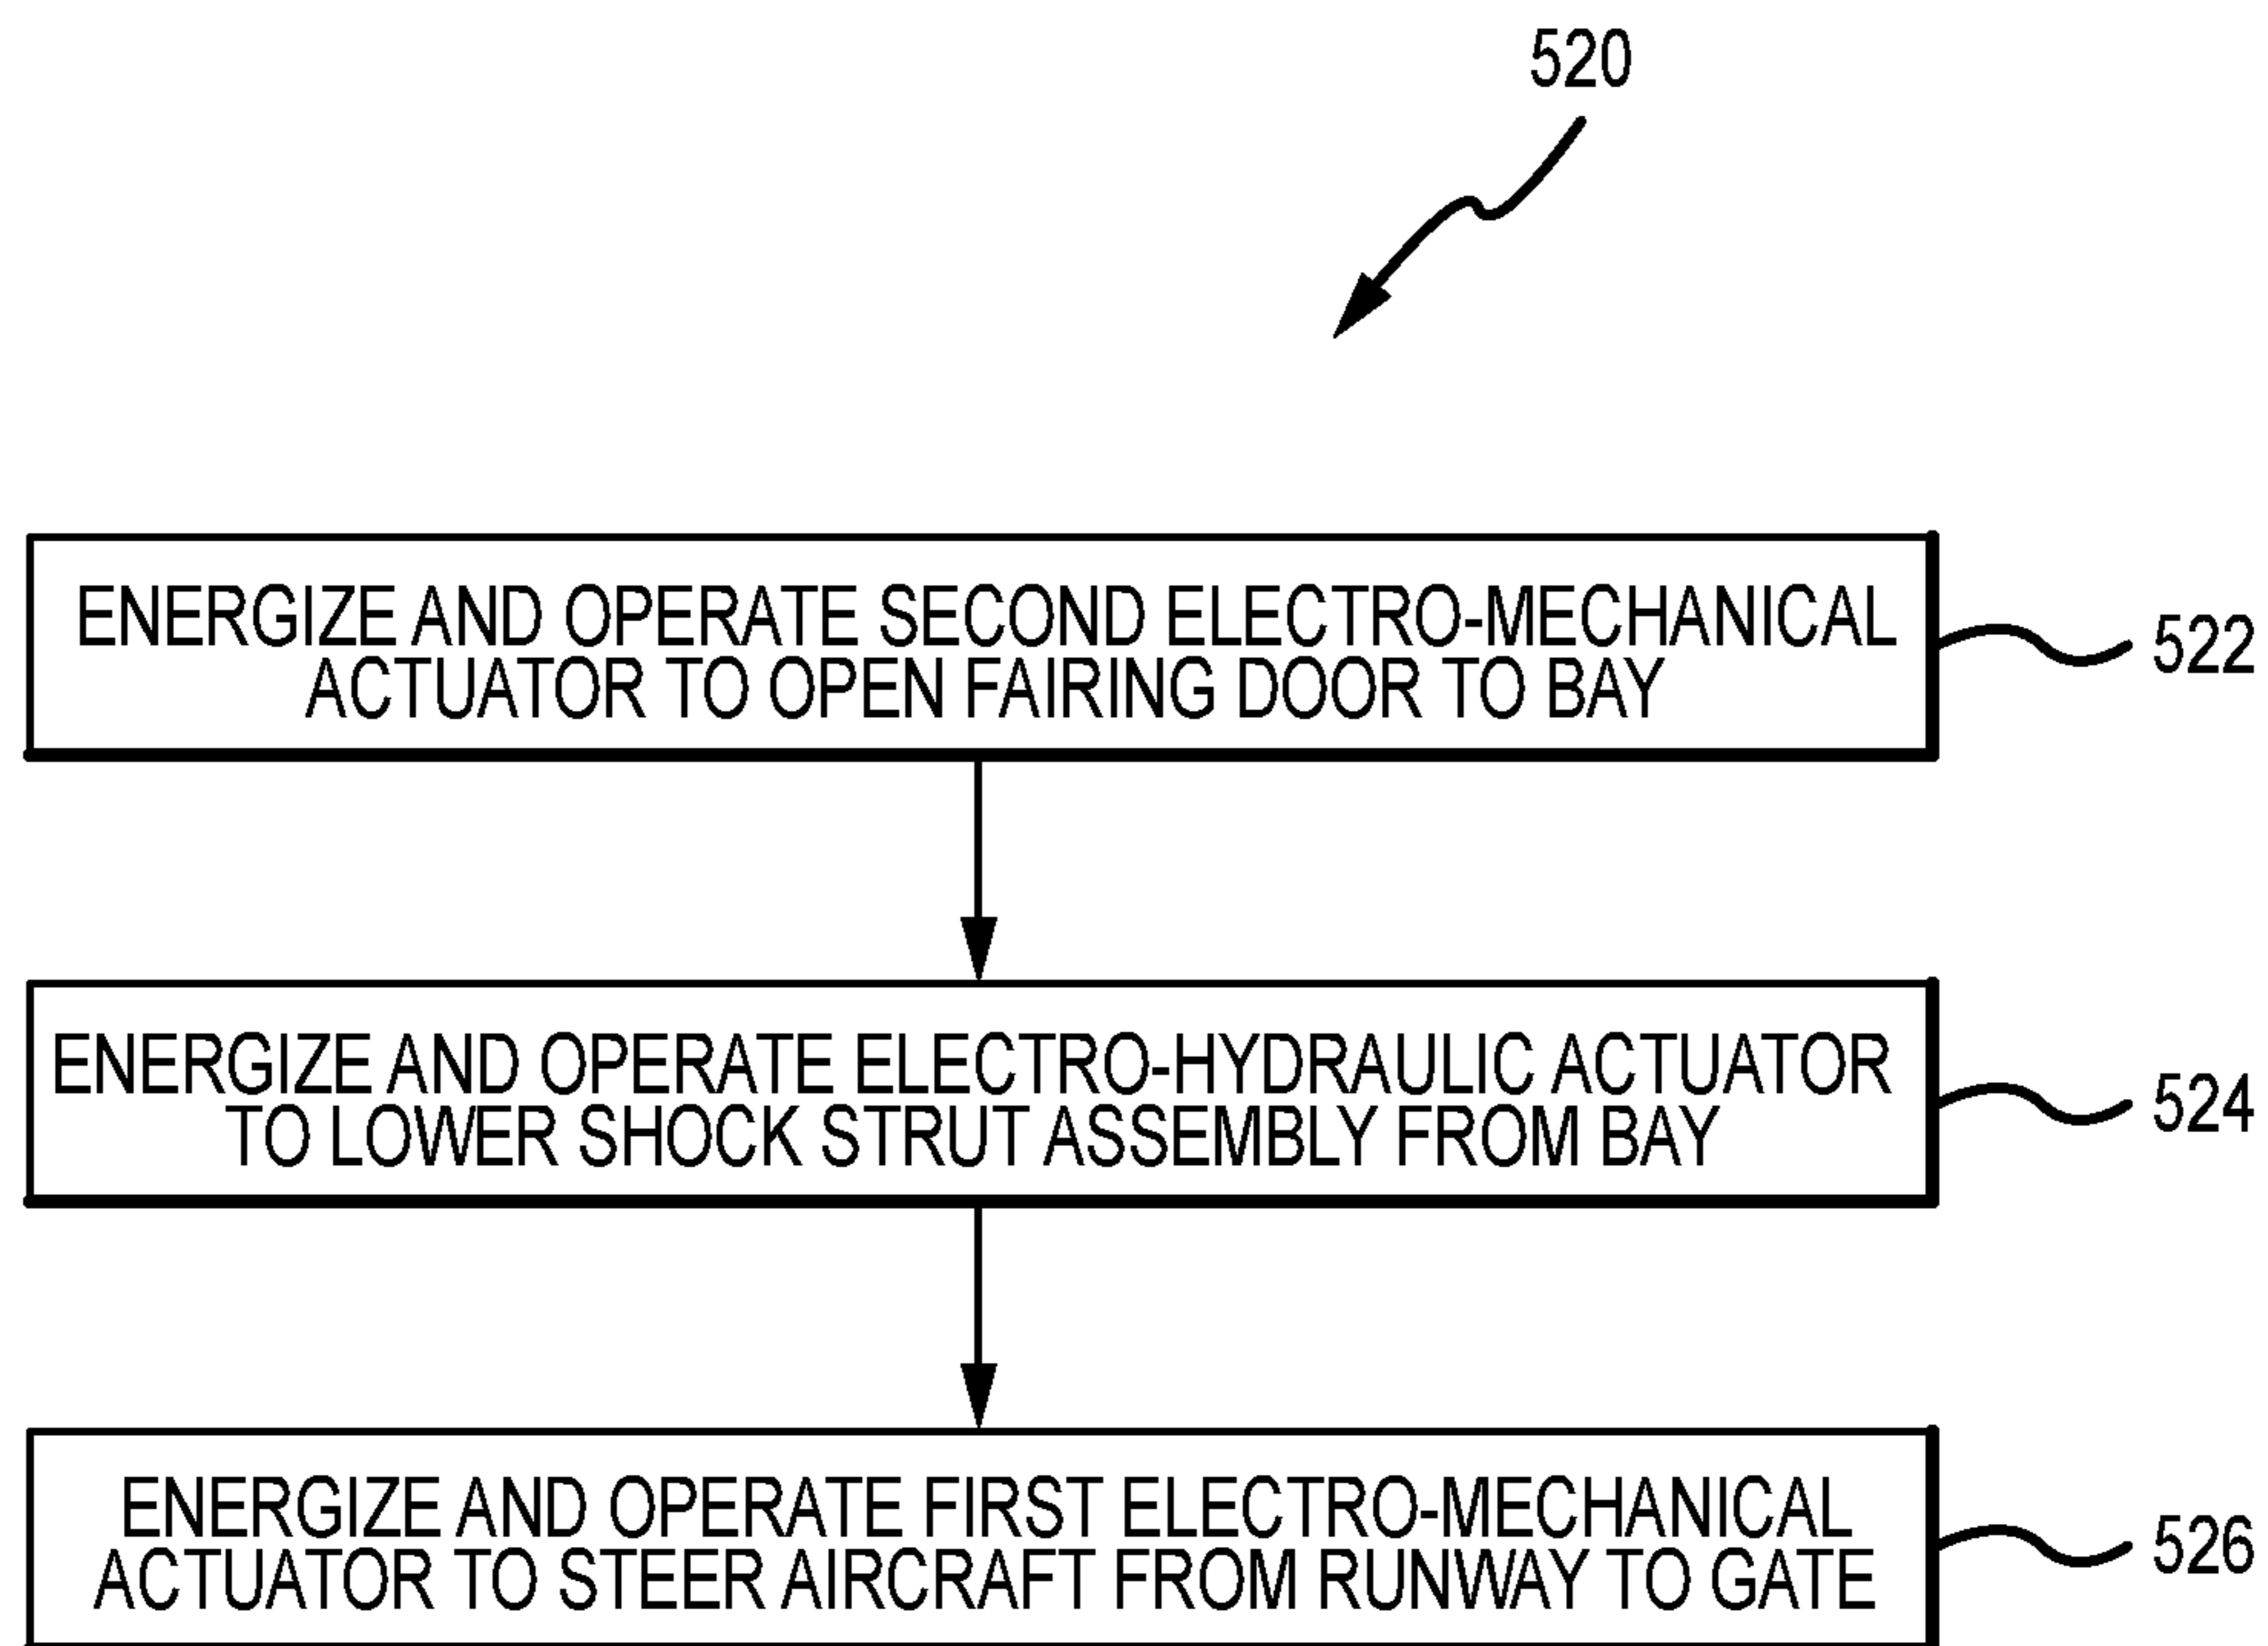 520
ENERGIZE AND OPERATE SECOND ELECTRO-MECHANICAL
ACTUATOR TO OPEN FAIRING DOOR TO BAY
522
ENERGIZE AND OPERATE ELECTRO-HYDRAULIC ACTUATOR
TO LOWER SHOCK STRUT ASSEMBLY FROM BAY
524
ENERGIZE AND OPERATE FIRST ELECTRO-MECHANICAL
ACTUATOR TO STEER AIRCRAFT FROM RUNWAY TO GATE
526